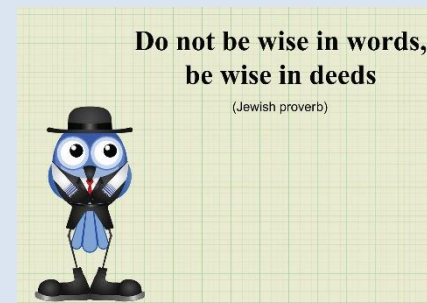 Do not be wise in words,
be wise in deeds
(Jewish proverb)